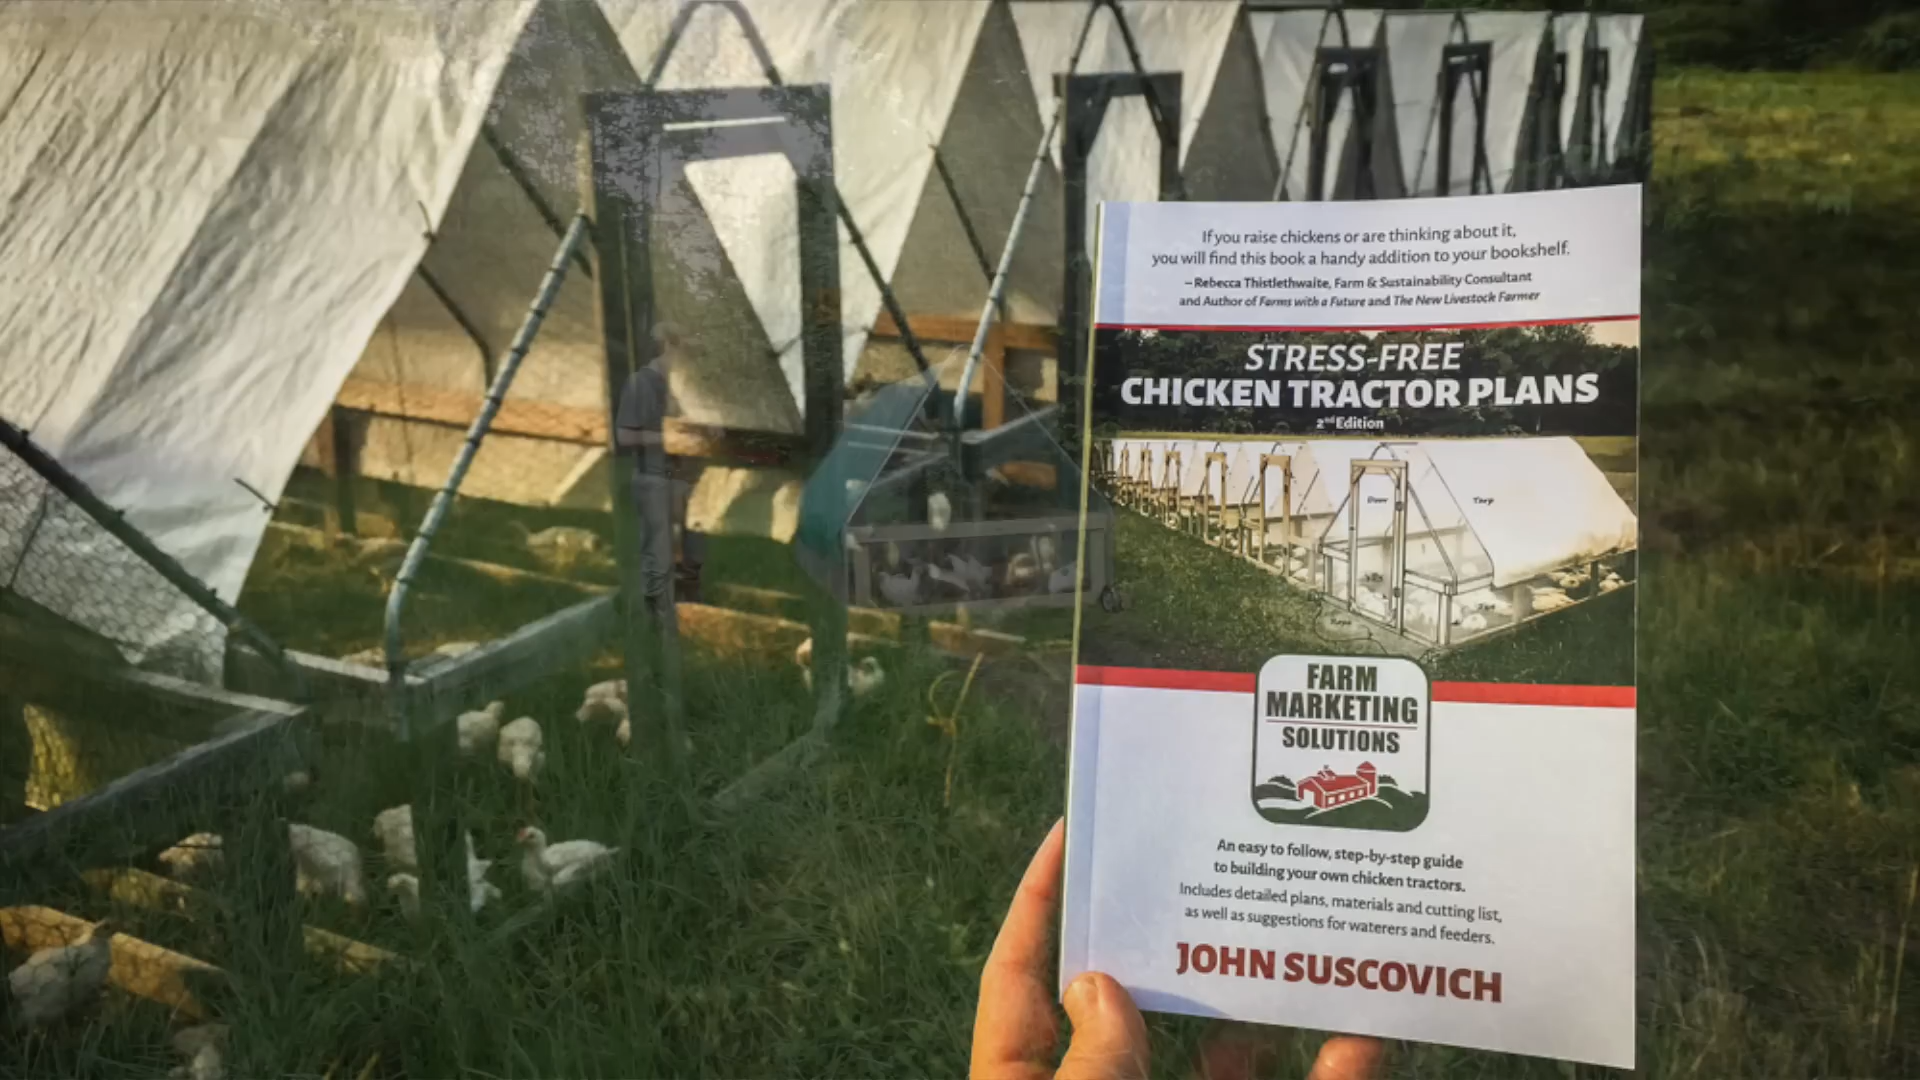 If you raise chickens or are thinking about it,
you will find this book a handy addition to your bookshelf.
– Rebecca Thistlethwaite, Farm & Sustainability Consultant
and Author of Farms with a Future and The New Livestock Farmer
STRESS-FREE
CHICKEN TRACTOR PLANS
2nd Edition
Door
Tarp
FARM
MARKETING
SOLUTIONS
An easy to follow, step-by-step guide
to building your own chicken tractors.
Includes detailed plans, materials and cutting list,
as well as suggestions for waterers and feeders.
JOHN SUSCOVICH